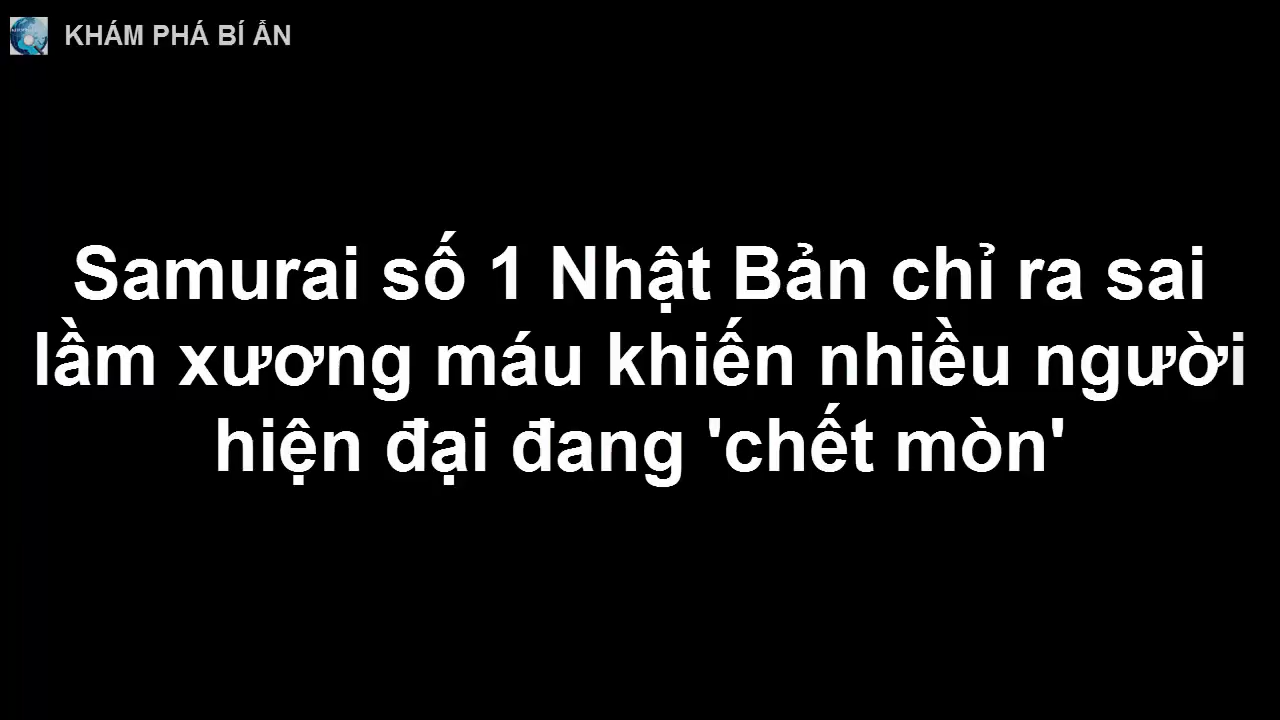 KHÁM PHÁ BÍ ẨN
Samurai số 1 Nhật Bản chỉ ra sai
lầm xương máu khiến nhiều người
hiện đại đang 'chết mòn'